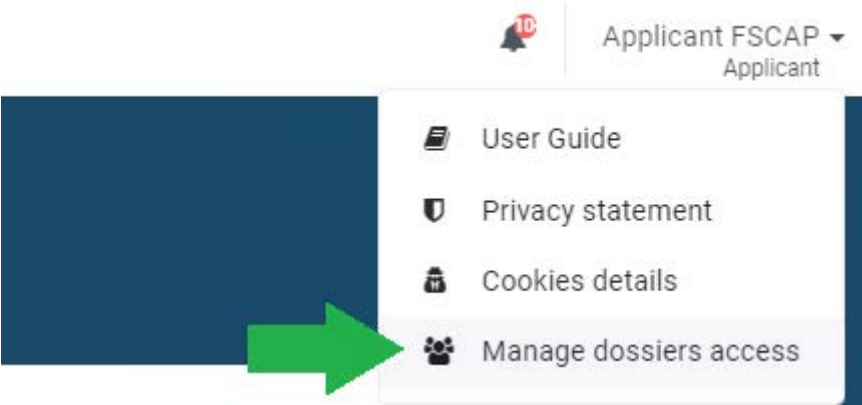 10
Applicant FSCAP
Applicant
User Guide
Privacy statement
Cookies details
Manage dossiers access